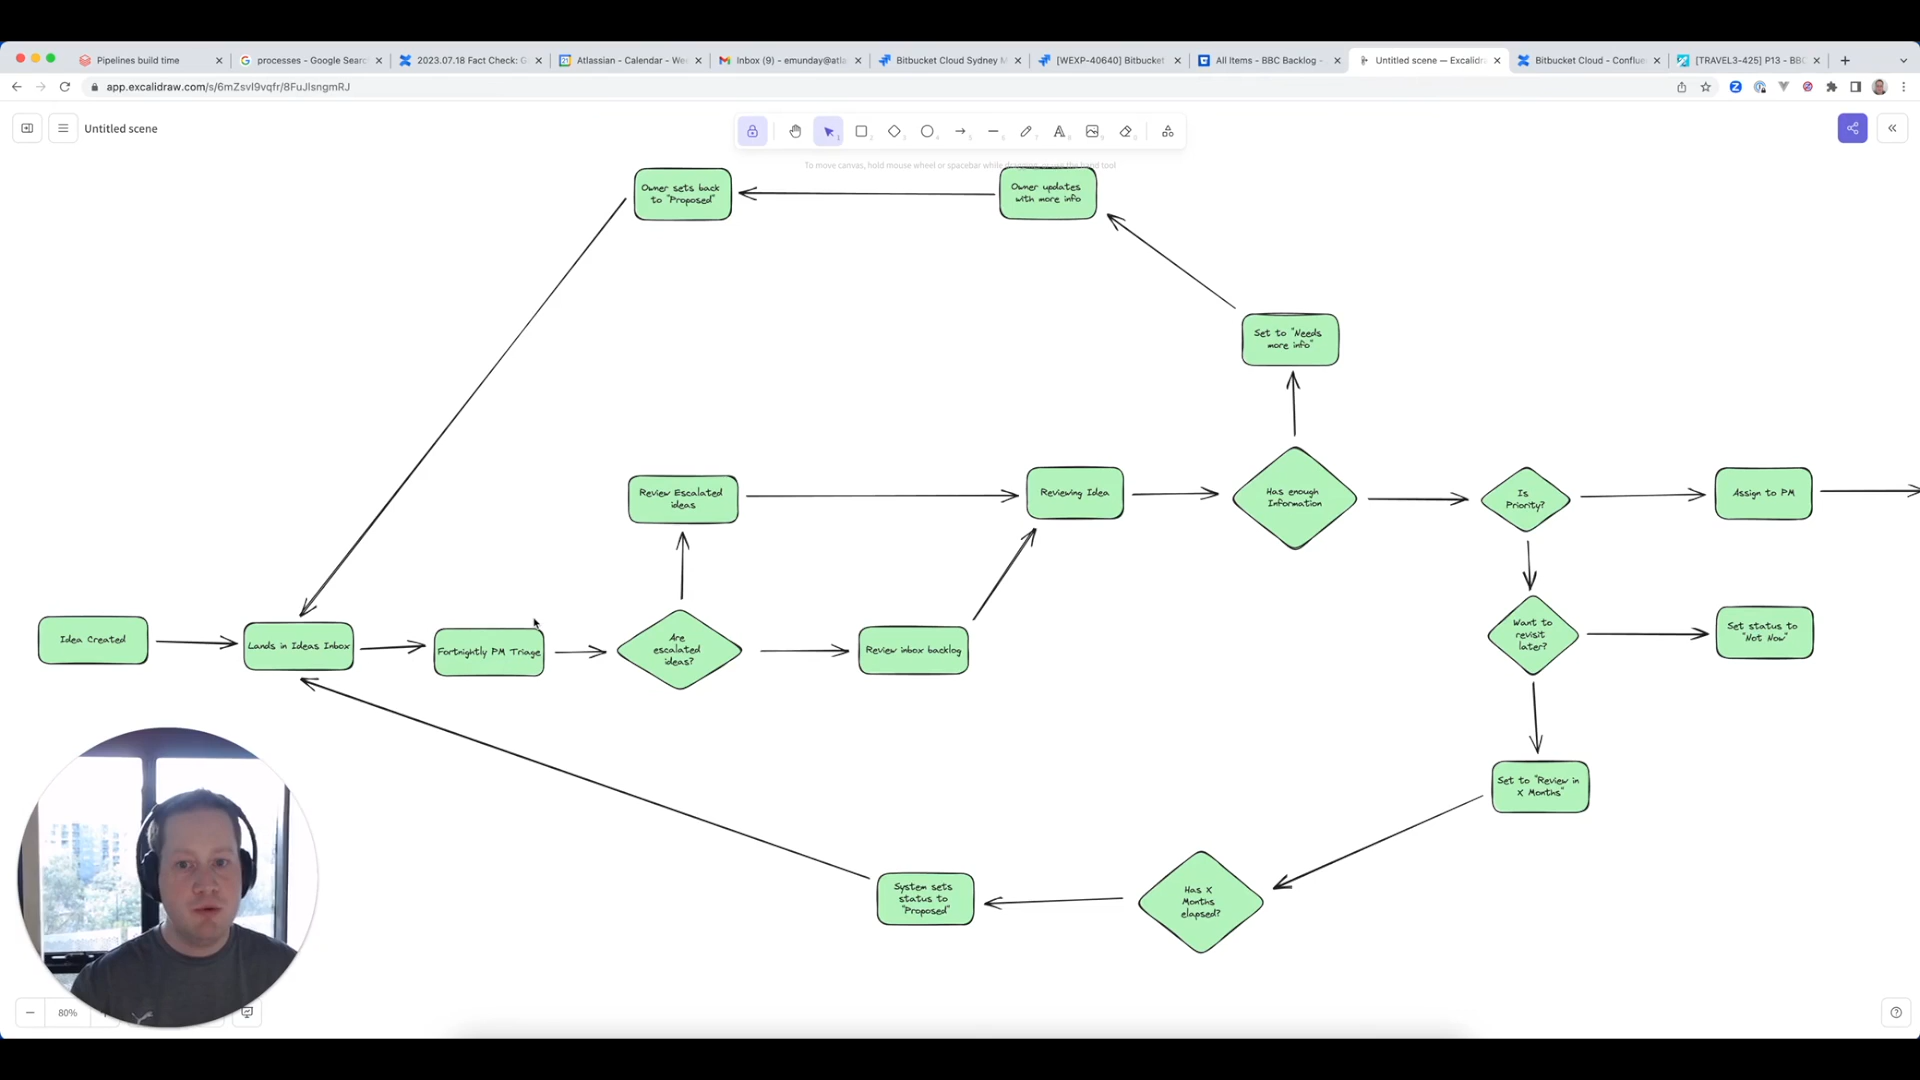 Pipelines build time
processes - Google Searc
2023.07.18 Fact Check: G
Atlassian - Calendar - We
Inbox (9) - emunday@atla
Bitbucket Cloud Sydney M
[WEXP-40640] Bitbucket
All Items - BBC Backlog -
Untitled scene — Excalidr
Bitbucket Cloud - Conflue
[TRAVEL3-425] P13 - BBC
app.excalidraw.com/s/6mZsvI9vqfr/8FuJIsngmRJ
Untitled scene
To move canvas, hold mouse wheel or spacebar while dragging, or use the hand tool
Owner sets back
to "Proposed"
Owner updates
with more info
Set to "Needs
more info"
Review Escalated
ideas
Reviewing Idea
Has enough
Information
Is
Priority?
Assign to PM
Idea Created
Lands in Ideas Inbox
Fortnightly PM Triage
Are
escalated
ideas?
Review inbox backlog
Want to
revisit
later?
Set status to
"Not Now"
Set to "Review in
X Months"
System sets
status to
"Proposed"
Has X
Months
elapsed?
80%